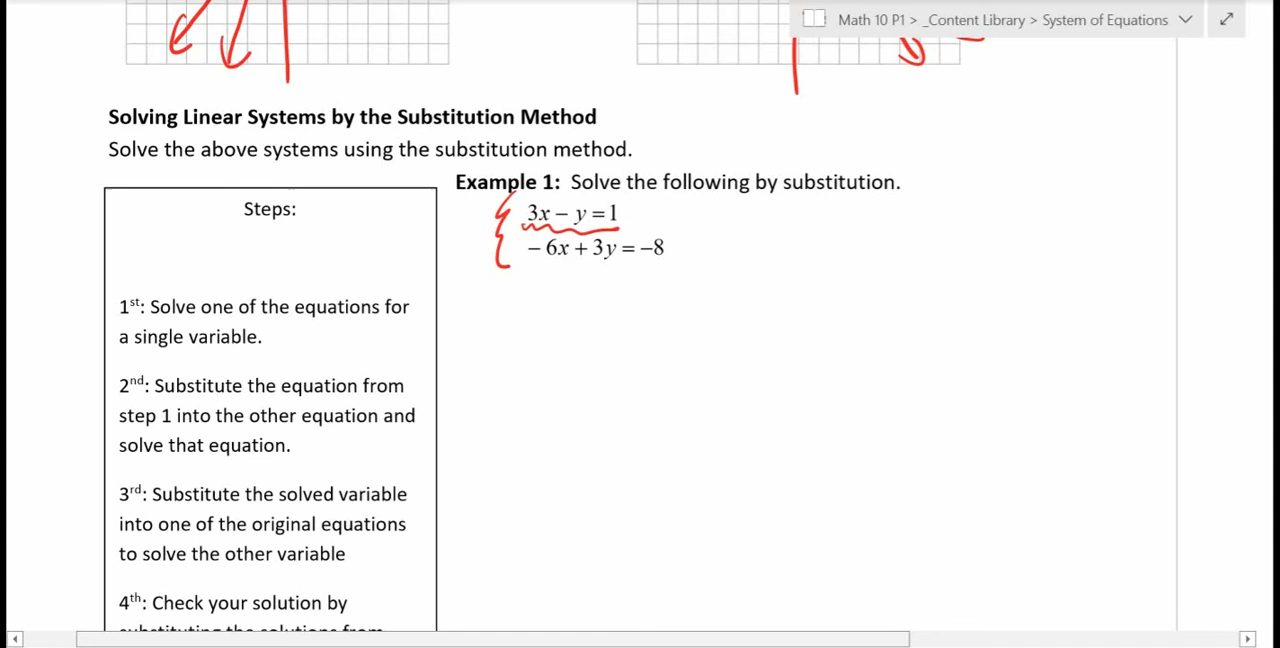 Math 10 P1 > _Content Library > System of Equations
Solving Linear Systems by the Substitution Method
Solve the above systems using the substitution method.
Example 1: Solve the following by substitution.
3x − y = 1
− 6x + 3y = −8
Steps:
1st: Solve one of the equations for
a single variable.
2nd: Substitute the equation from
step 1 into the other equation and
solve that equation.
3rd: Substitute the solved variable
into one of the original equations
to solve the other variable
4th: Check your solution by
substituting the solutions from